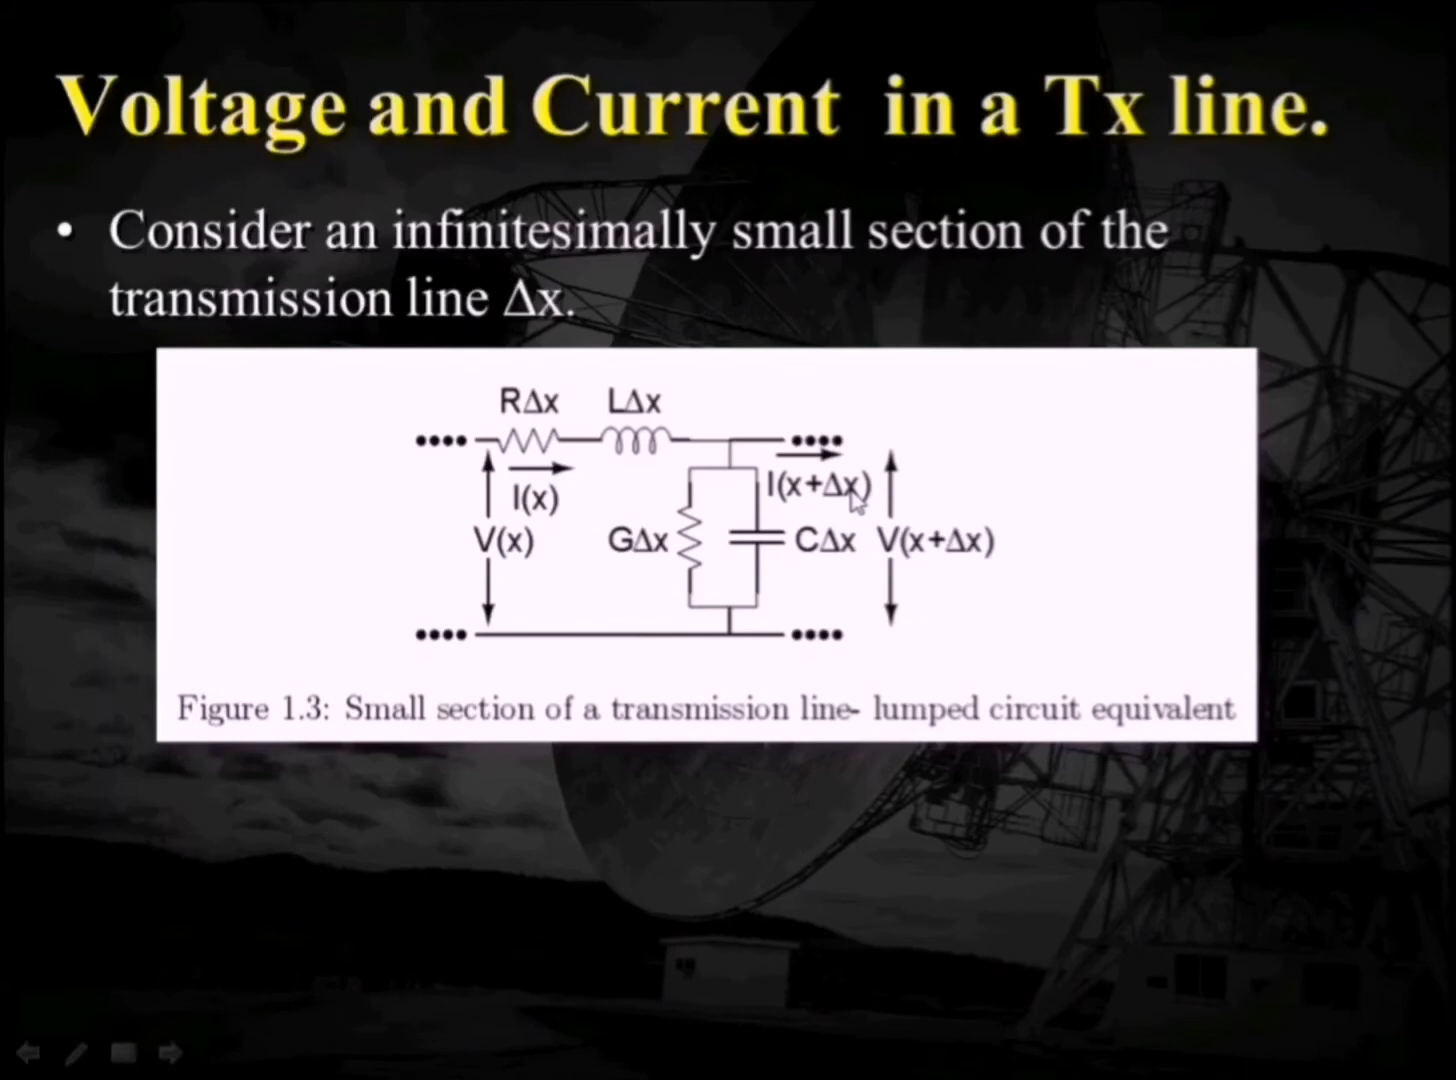 Voltage and Current in a Tx line.
• Consider an infinitesimally small section of the
transmission line Δx.
RΔx LΔx
I(x) I(x+Δx)
V(x) GΔx CΔx V(x+Δx)
Figure 1.3: Small section of a transmission line- lumped circuit equivalent